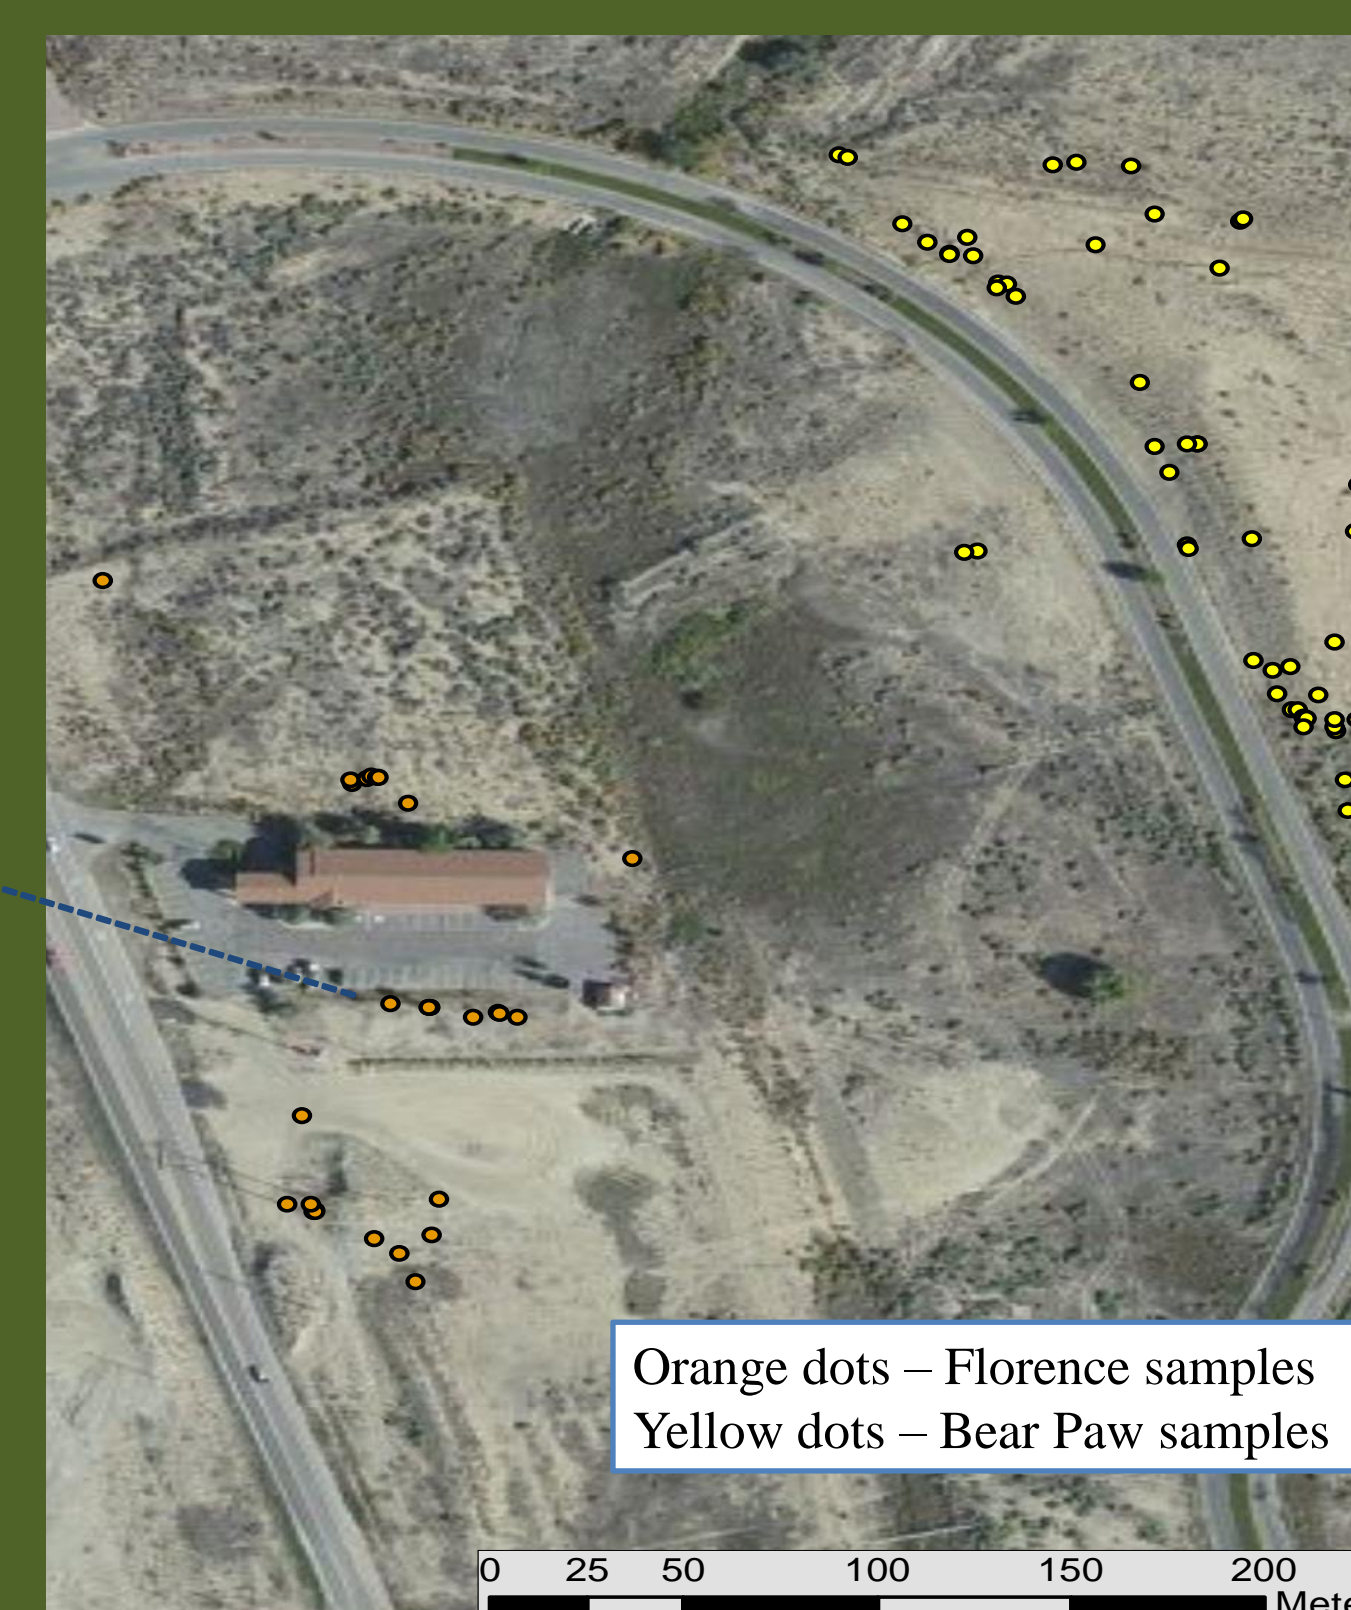 Orange dots – Florence samples
Yellow dots – Bear Paw samples
0 25 50 100 150 200